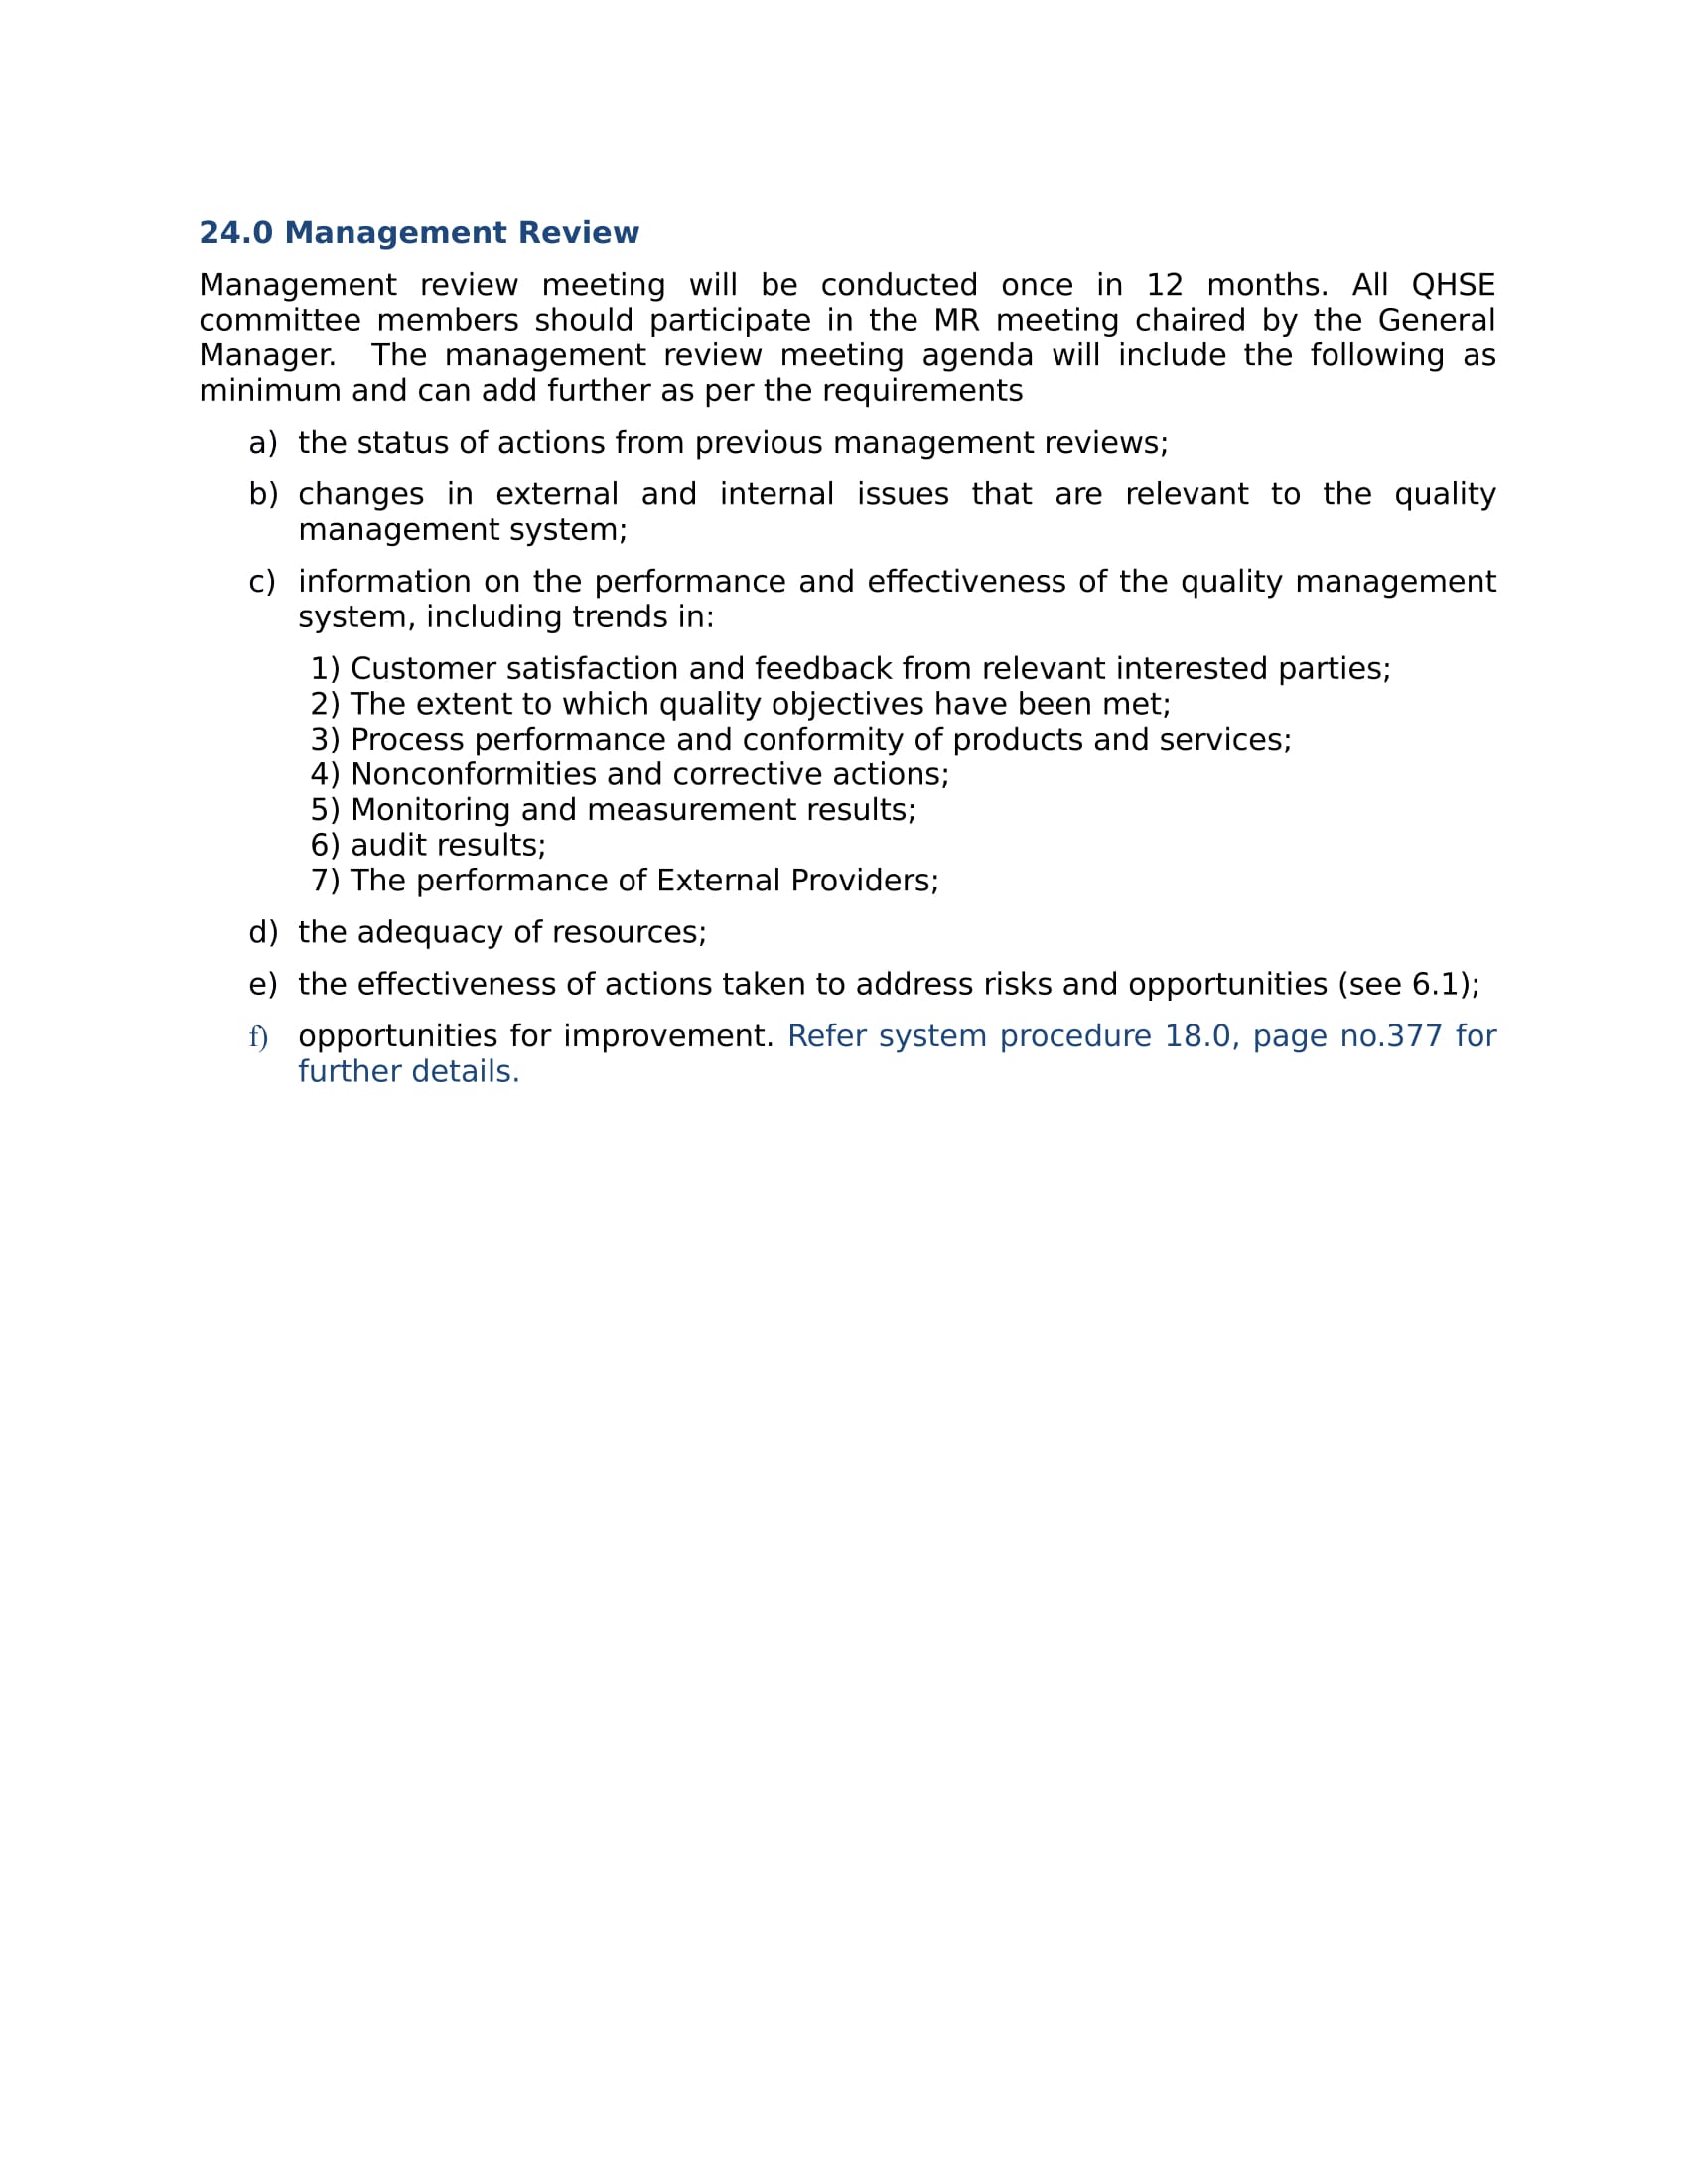 24.0 Management Review
Management review meeting will be conducted once in 12 months. All QHSE
committee members should participate in the MR meeting chaired by the General
Manager.  The management review meeting agenda will include the following as
minimum and can add further as per the requirements
a) the status of actions from previous management reviews;
b) changes in external and internal issues that are relevant to the quality
management system;
c) information on the performance and effectiveness of the quality management
system, including trends in:
1) Customer satisfaction and feedback from relevant interested parties;
2) The extent to which quality objectives have been met;
3) Process performance and conformity of products and services;
4) Nonconformities and corrective actions;
5) Monitoring and measurement results;
6) audit results;
7) The performance of External Providers;
d) the adequacy of resources;
e) the effectiveness of actions taken to address risks and opportunities (see 6.1);
f) opportunities for improvement. Refer system procedure 18.0, page no.377 for
further details.